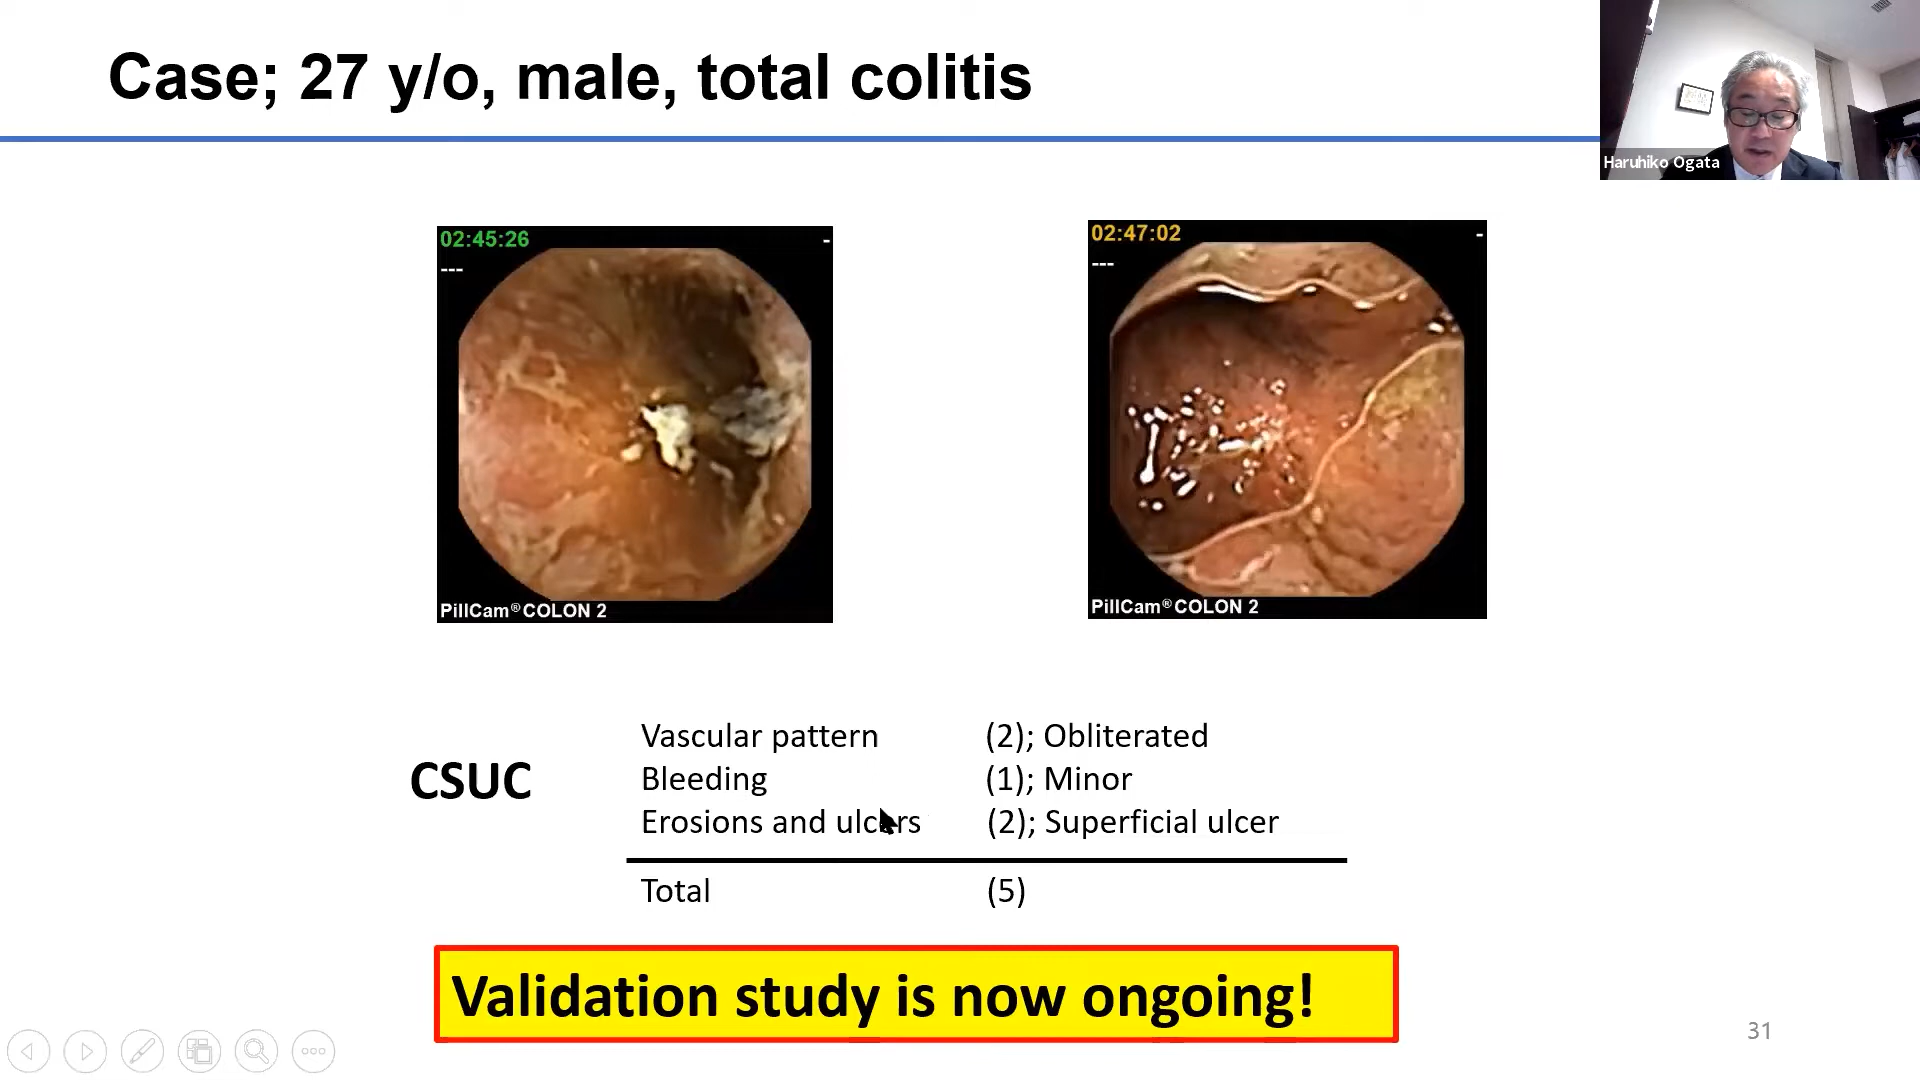 Case; 27 y/o, male, total colitis
Haruhiko Ogata
02:45:26
-
---
PillCam® COLON 2
02:47:02
-
---
PillCam® COLON 2
CSUC
Vascular pattern (2); Obliterated
Bleeding (1); Minor
Erosions and ulcers (2); Superficial ulcer
Total (5)
Validation study is now ongoing!
31